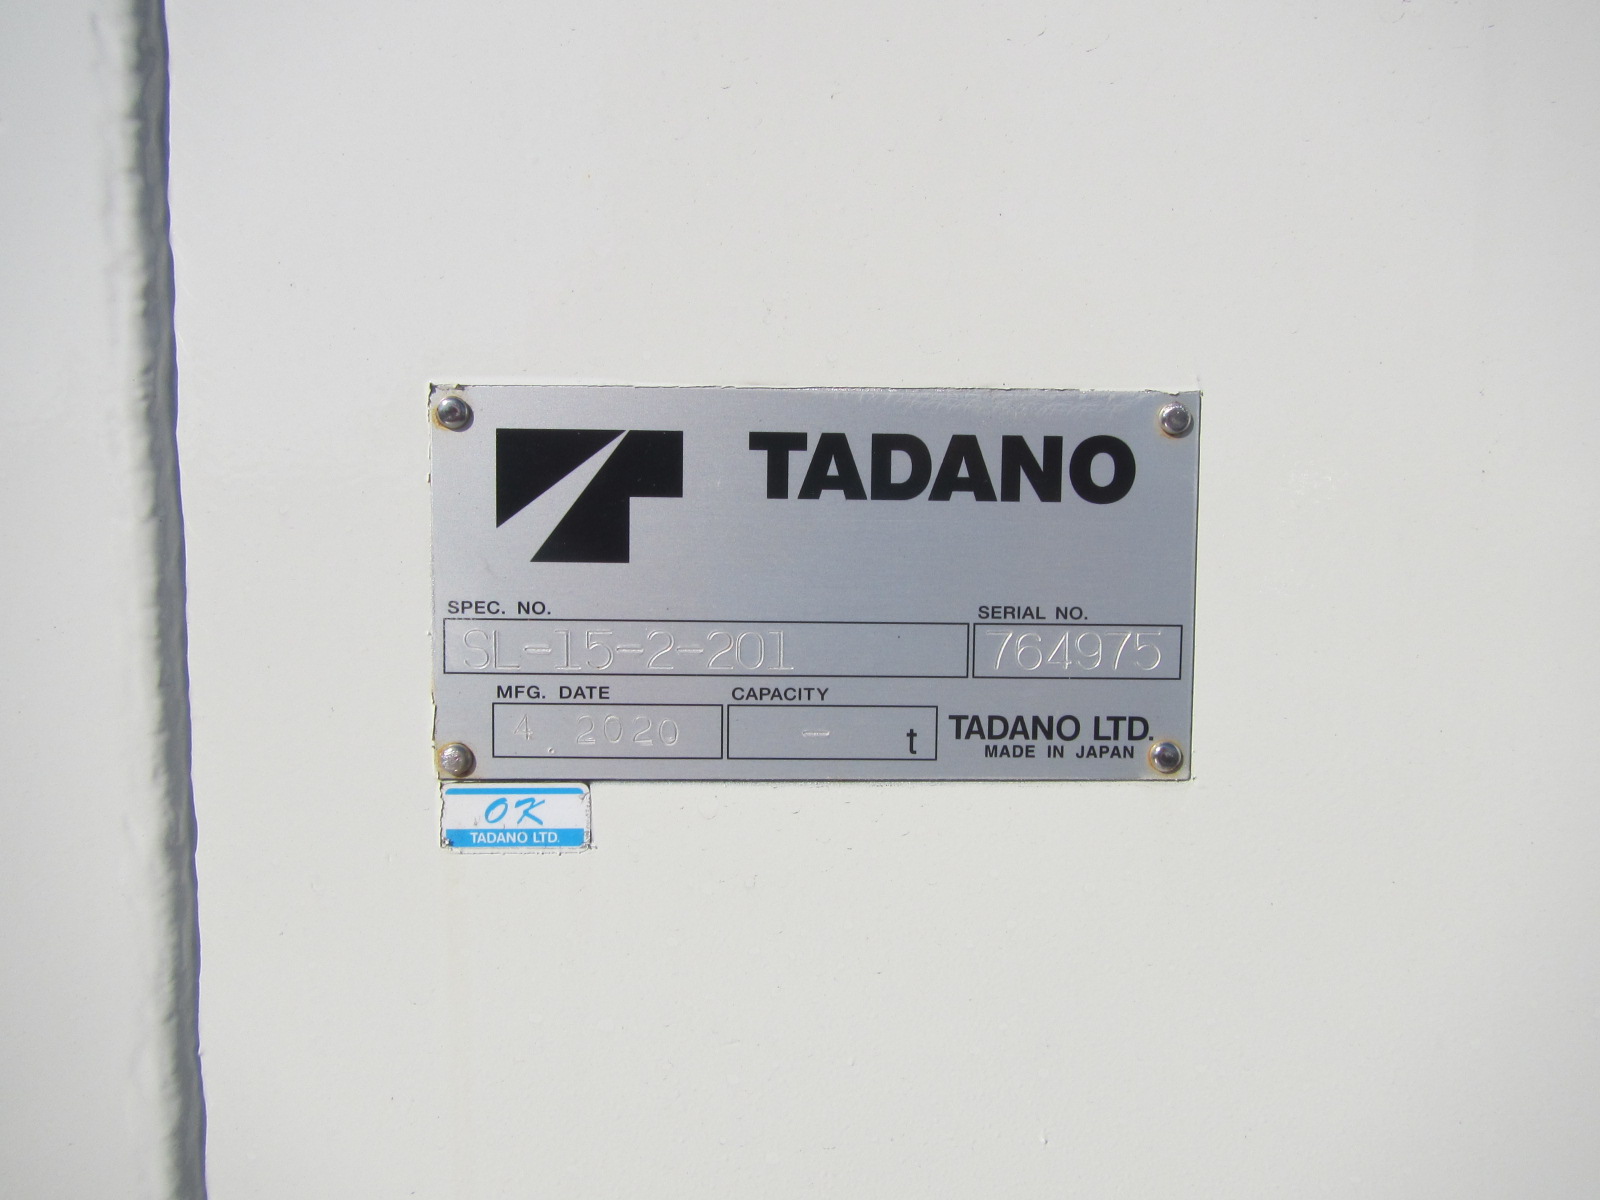 TADANO
SPEC. NO.
SL-15-2-201
SERIAL NO.
764975
MFG. DATE
4. 2020
CAPACITY
- t
TADANO LTD.
MADE IN JAPAN
OK
TADANO LTD.